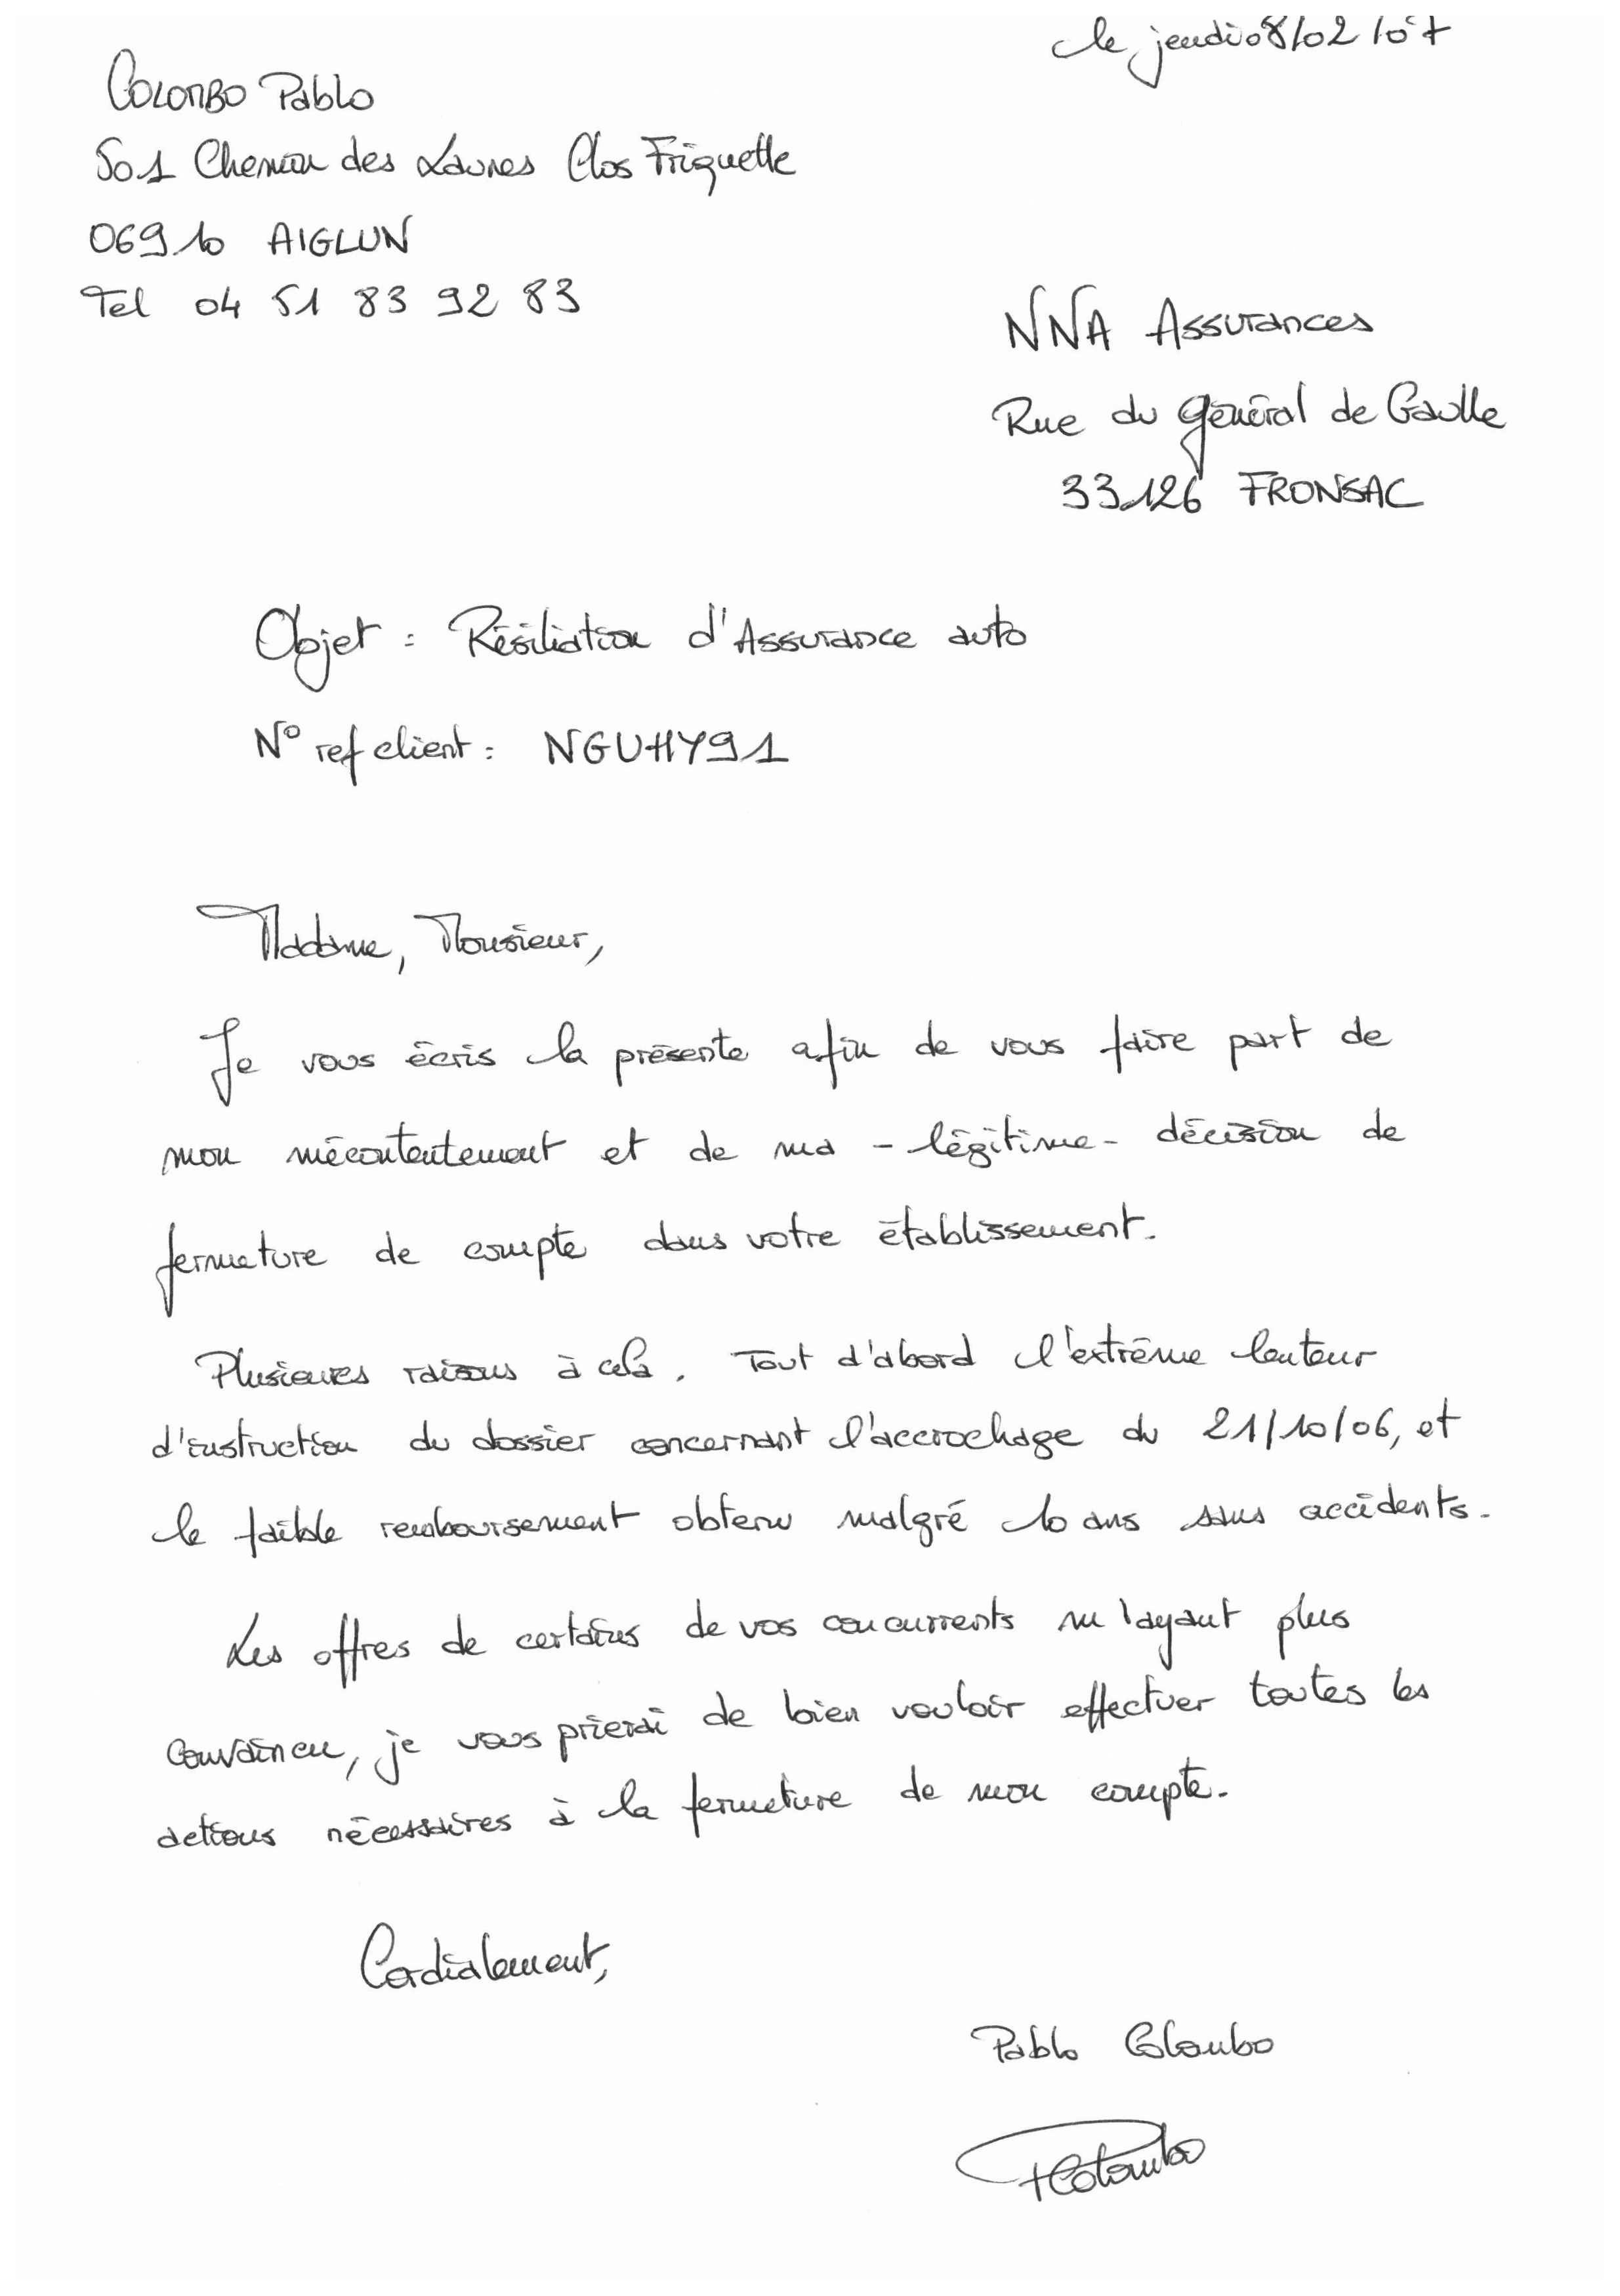 le jeudi 08/02/07
COLOMBO Pablo
501 Chemin des Laures Clos Friquette
06910 AIGLUN
Tel 04 51 83 92 83
NNA Assurances
Rue du général de Gaulle
33126 FRONSAC
Objet : Résiliation d'Assurance auto
N° ref client : NGUHY91
Madame, Monsieur,
Je vous écris la présente afin de vous faire part de
mon mécontentement et de ma - légitime - décision de
fermeture de compte dans votre établissement.
Plusieures raisons à cela. Tout d'abord l'extrême lenteur
d'instruction du dossier concernant l'accrochage du 21/10/06, et
le faible remboursement obtenu malgré 10 ans sans accidents.
Les offres de certains de vos concurrents m'ayant plus
convaincu, je vous prierai de bien vouloir effectuer toutes les
actions nécessaires à la fermeture de mon compte.
Cordialement,
Pablo Colombo
PColombo